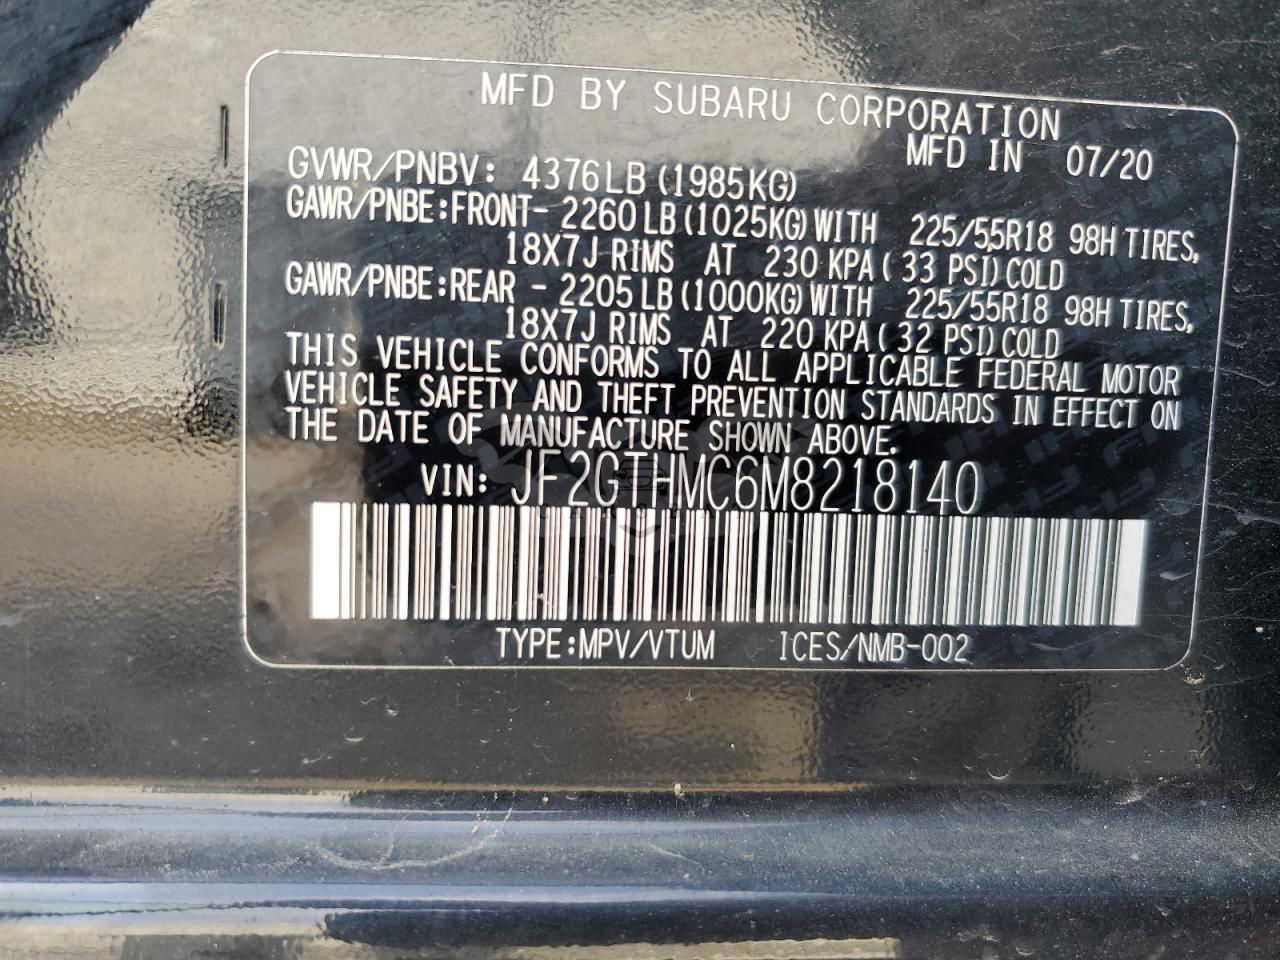 MFD BY SUBARU CORPORATION
MFD IN 07/20
GVWR/PNBV: 4376LB (1985KG)
GAWR/PNBE:FRONT- 2260 LB (1025KG) WITH 225/55R18 98H TIRES,
18X7J RIMS AT 230 KPA ( 33 PSI) COLD
GAWR/PNBE:REAR - 2205 LB (1000KG) WITH 225/55R18 98H TIRES,
18X7J RIMS AT 220 KPA ( 32 PSI) COLD
THIS VEHICLE CONFORMS TO ALL APPLICABLE FEDERAL MOTOR
VEHICLE SAFETY AND THEFT PREVENTION STANDARDS IN EFFECT ON
THE DATE OF MANUFACTURE SHOWN ABOVE.
VIN: JF2GTHMC6M8218140
TYPE:MPV/VTUM ICES/NMB-002